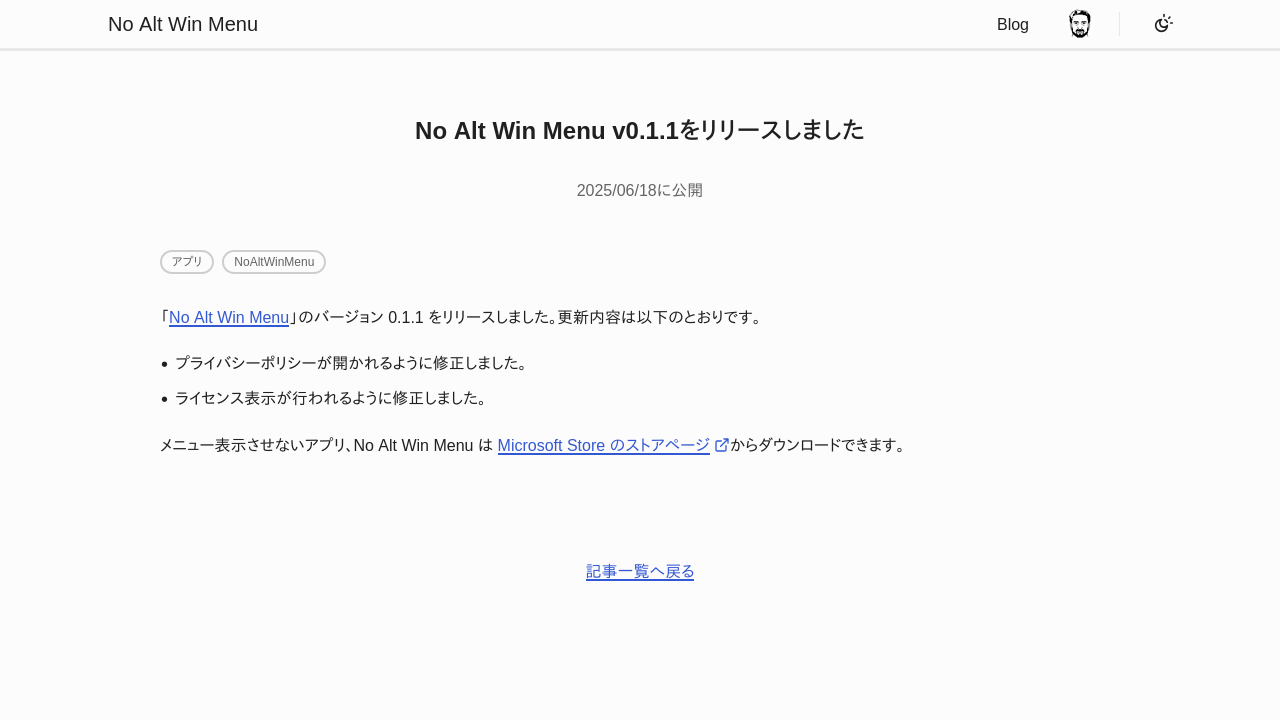 No Alt Win Menu
Blog
No Alt Win Menu v0.1.1をリリースしました
2025/06/18に公開
アプリ
NoAltWinMenu
「No Alt Win Menu」のバージョン 0.1.1 をリリースしました。更新内容は以下のとおりです。
• プライバシーポリシーが開かれるように修正しました。
• ライセンス表示が行われるように修正しました。
メニュー表示させないアプリ、No Alt Win Menu は Microsoft Store のストアページからダウンロードできます。
記事一覧へ戻る